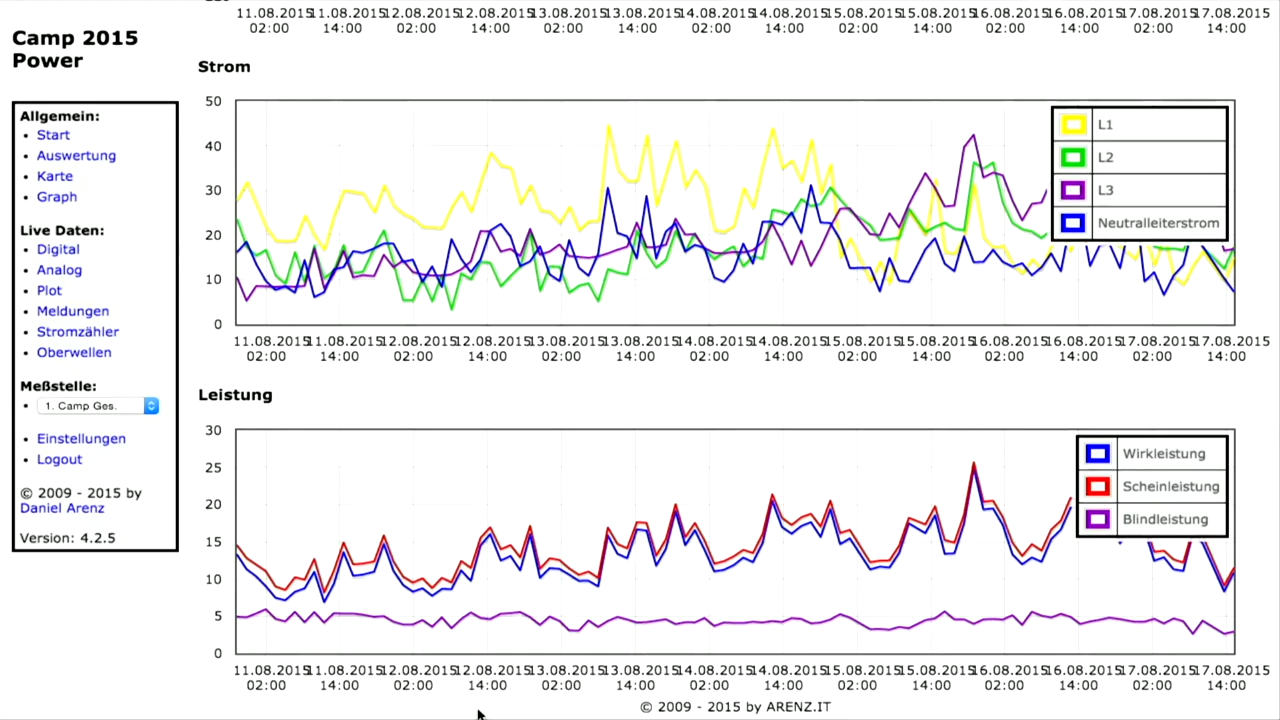 11.08.2015 11.08.2015 12.08.2015 12.08.2015 13.08.2015 13.08.2015 14.08.2015 14.08.2015 15.08.2015 15.08.2015 16.08.2015 16.08.2015 17.08.2015 17.08.2015
02:00 14:00 02:00 14:00 02:00 14:00 02:00 14:00 02:00 14:00 02:00 14:00 02:00 14:00
Camp 2015
Power
Allgemein:
• Start
• Auswertung
• Karte
• Graph
Live Daten:
• Digital
• Analog
• Plot
• Meldungen
• Stromzähler
• Oberwellen
Meßstelle:
• 1. Camp Ges.
• Einstellungen
• Logout
© 2009 - 2015 by
Daniel Arenz
Version: 4.2.5
Strom
50
40
30
20
10
0
L1
L2
L3
Neutralleiterstrom
11.08.2015 11.08.2015 12.08.2015 12.08.2015 13.08.2015 13.08.2015 14.08.2015 14.08.2015 15.08.2015 15.08.2015 16.08.2015 16.08.2015 17.08.2015 17.08.2015
02:00 14:00 02:00 14:00 02:00 14:00 02:00 14:00 02:00 14:00 02:00 14:00 02:00 14:00
Leistung
30
25
20
15
10
5
0
Wirkleistung
Scheinleistung
Blindleistung
11.08.2015 11.08.2015 12.08.2015 12.08.2015 13.08.2015 13.08.2015 14.08.2015 14.08.2015 15.08.2015 15.08.2015 16.08.2015 16.08.2015 17.08.2015 17.08.2015
02:00 14:00 02:00 14:00 02:00 14:00 02:00 14:00 02:00 14:00 02:00 14:00 02:00 14:00
© 2009 - 2015 by ARENZ.IT